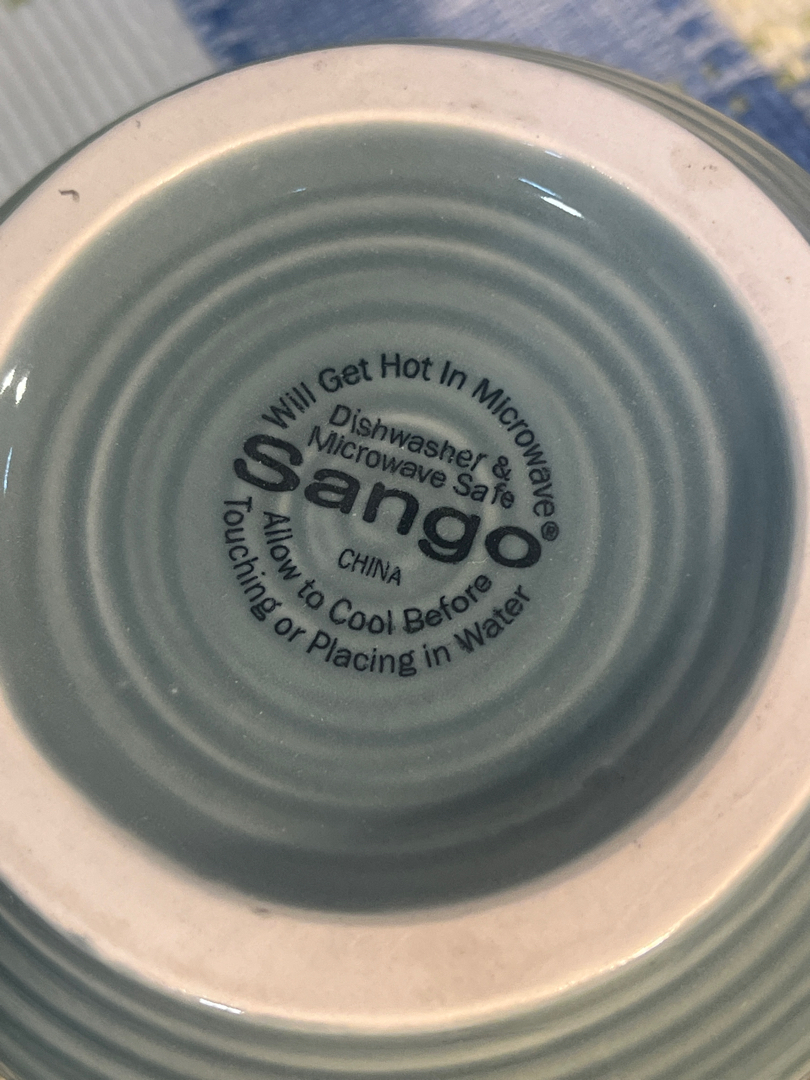 Will Get Hot In Microwave®
Dishwasher &
Microwave Safe
Sango
CHINA
Allow to Cool Before
Touching or Placing in Water